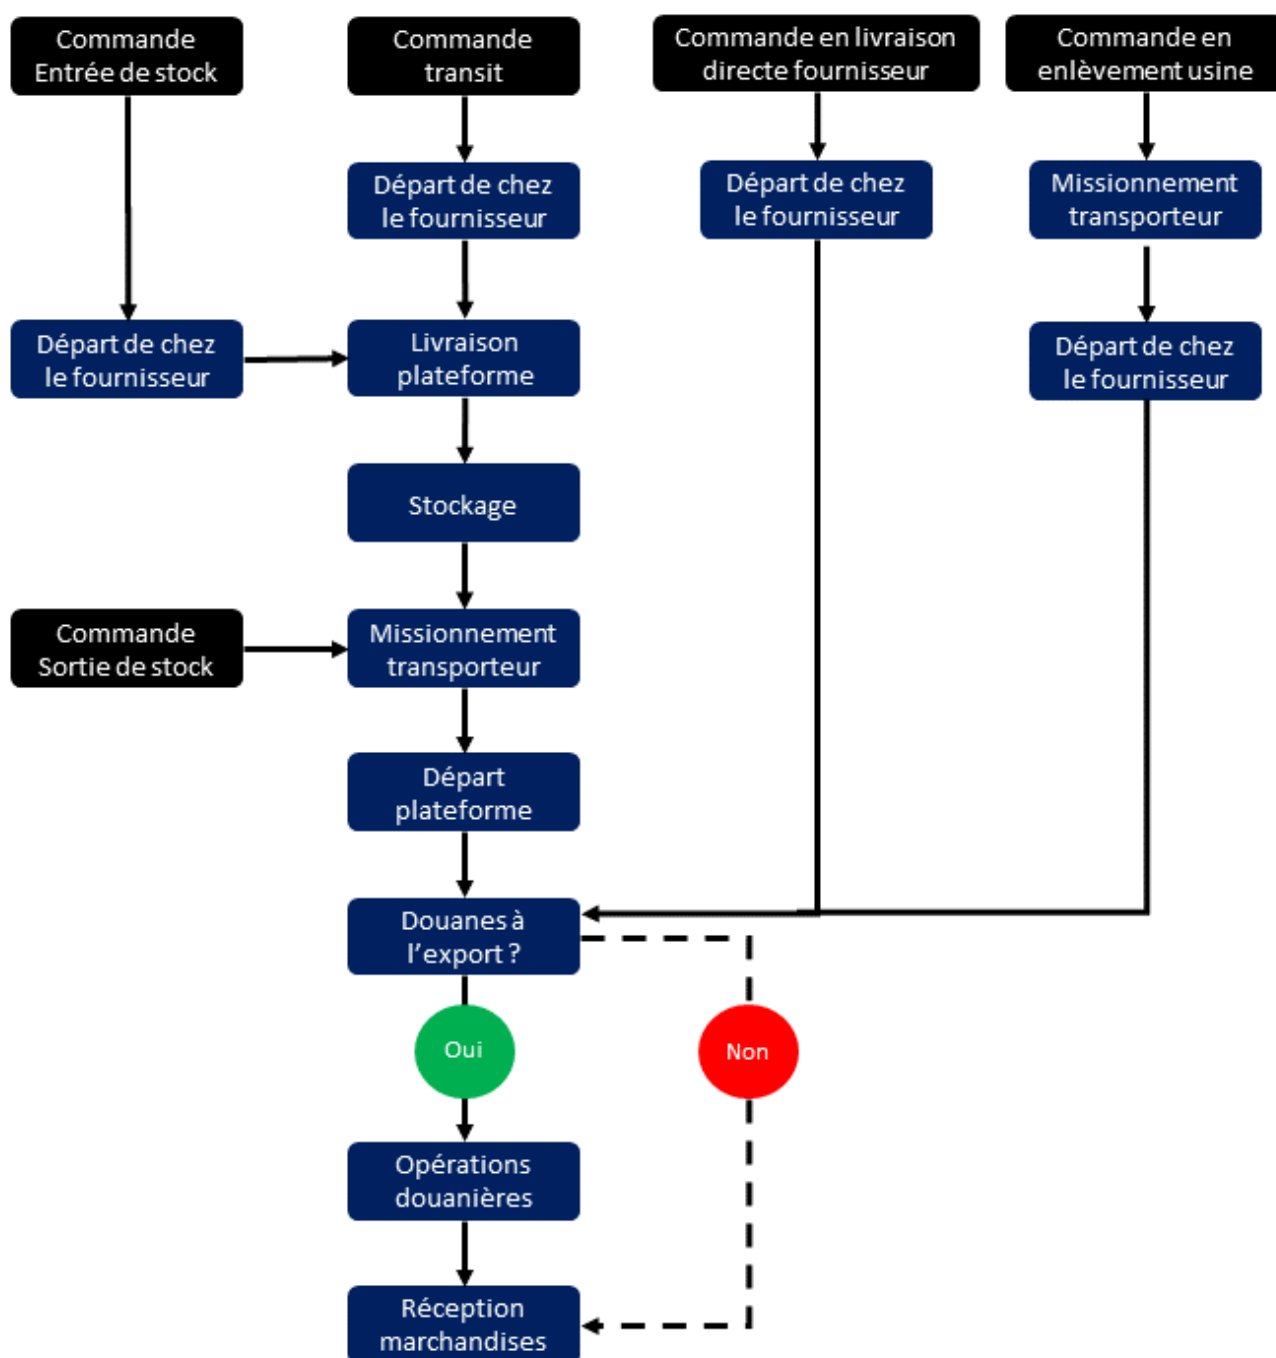 Commande
Entrée de stock
Commande
transit
Commande en livraison
directe fournisseur
Commande en
enlèvement usine
Départ de chez
le fournisseur
Départ de chez
le fournisseur
Missionnement
transporteur
Départ de chez
le fournisseur
Livraison
plateforme
Départ de chez
le fournisseur
Stockage
Commande
Sortie de stock
Missionnement
transporteur
Départ
plateforme
Douanes à
l'export ?
Oui
Non
Opérations
douanières
Réception
marchandises